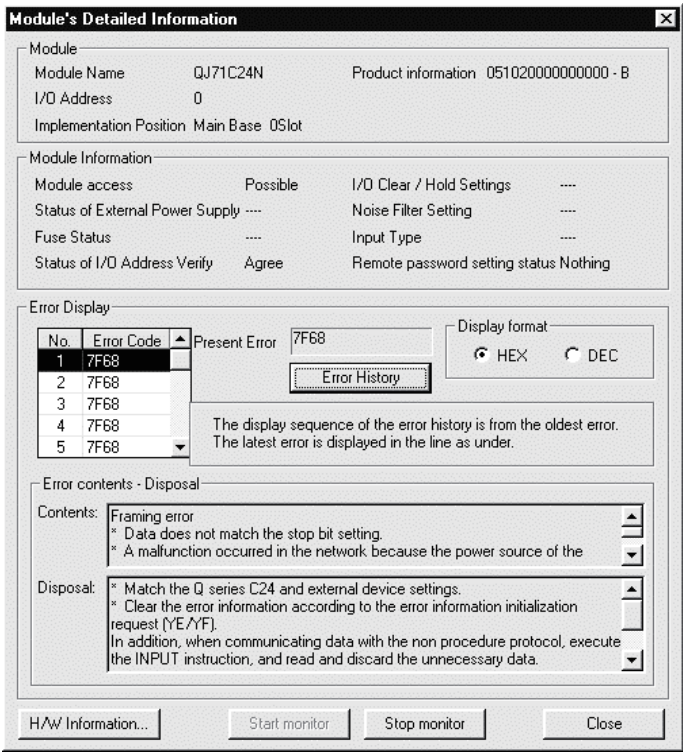 Module's Detailed Information
Module
Module Name QJ71C24N Product information 051020000000000 - B
I/O Address 0
Implementation Position Main Base 0Slot
Module Information
Module access Possible I/O Clear / Hold Settings ----
Status of External Power Supply ---- Noise Filter Setting ----
Fuse Status ---- Input Type ----
Status of I/O Address Verify Agree Remote password setting status Nothing
Error Display
No. Error Code Present Error 7F68 Display format
1 7F68 HEX DEC
2 7F68 Error History
3 7F68
4 7F68 The display sequence of the error history is from the oldest error.
5 7F68 The latest error is displayed in the line as under.
Error contents - Disposal
Contents: Framing error
* Data does not match the stop bit setting.
* A malfunction occurred in the network because the power source of the
Disposal: * Match the Q series C24 and external device settings.
* Clear the error information according to the error information initialization
request (YE/YF).
In addition, when communicating data with the non procedure protocol, execute
the INPUT instruction, and read and discard the unnecessary data.
H/W Information... Start monitor Stop monitor Close